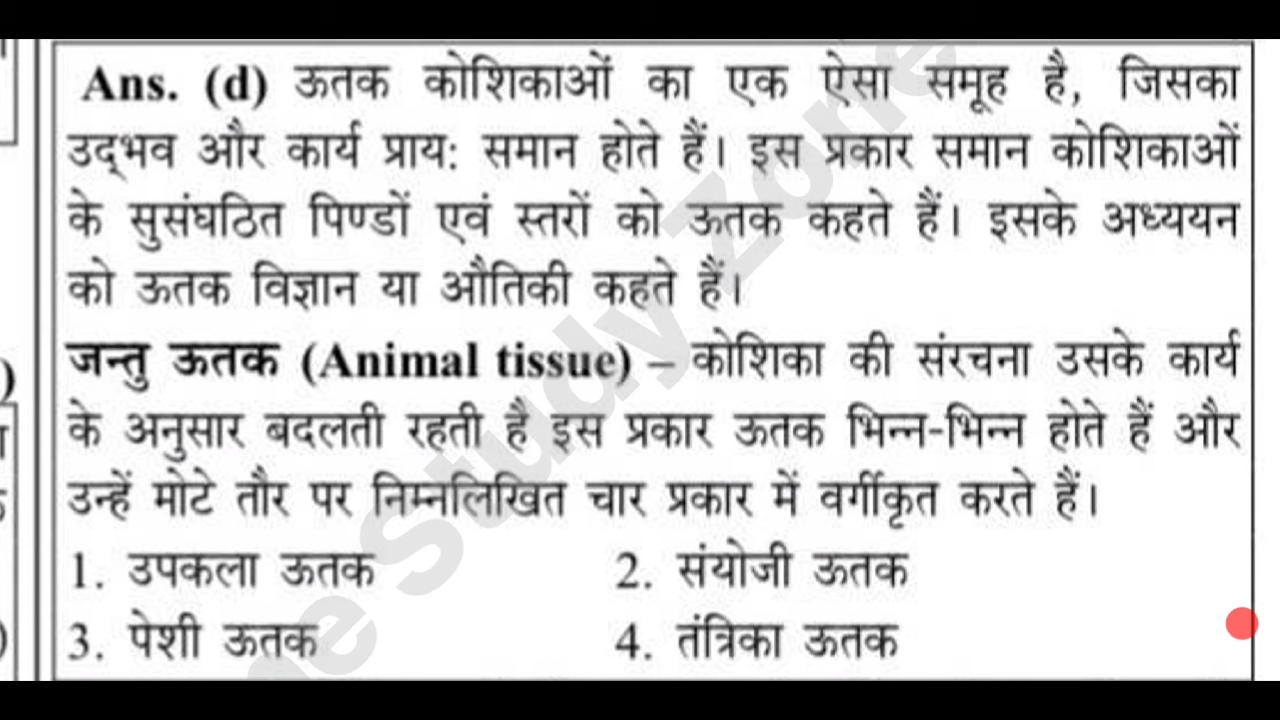 Ans. (d) ऊतक कोशिकाओं का एक ऐसा समूह है, जिसका
उद्भव और कार्य प्राय: समान होते हैं। इस प्रकार समान कोशिकाओं
के सुसंघठित पिण्डों एवं स्तरों को ऊतक कहते हैं। इसके अध्ययन
को ऊतक विज्ञान या औतिकी कहते हैं।
जन्तु ऊतक (Animal tissue) – कोशिका की संरचना उसके कार्य
के अनुसार बदलती रहती है इस प्रकार ऊतक भिन्न-भिन्न होते हैं और
उन्हें मोटे तौर पर निम्नलिखित चार प्रकार में वर्गीकृत करते हैं।
1. उपकला ऊतक 2. संयोजी ऊतक
3. पेशी ऊतक 4. तंत्रिका ऊतक
Study Zone